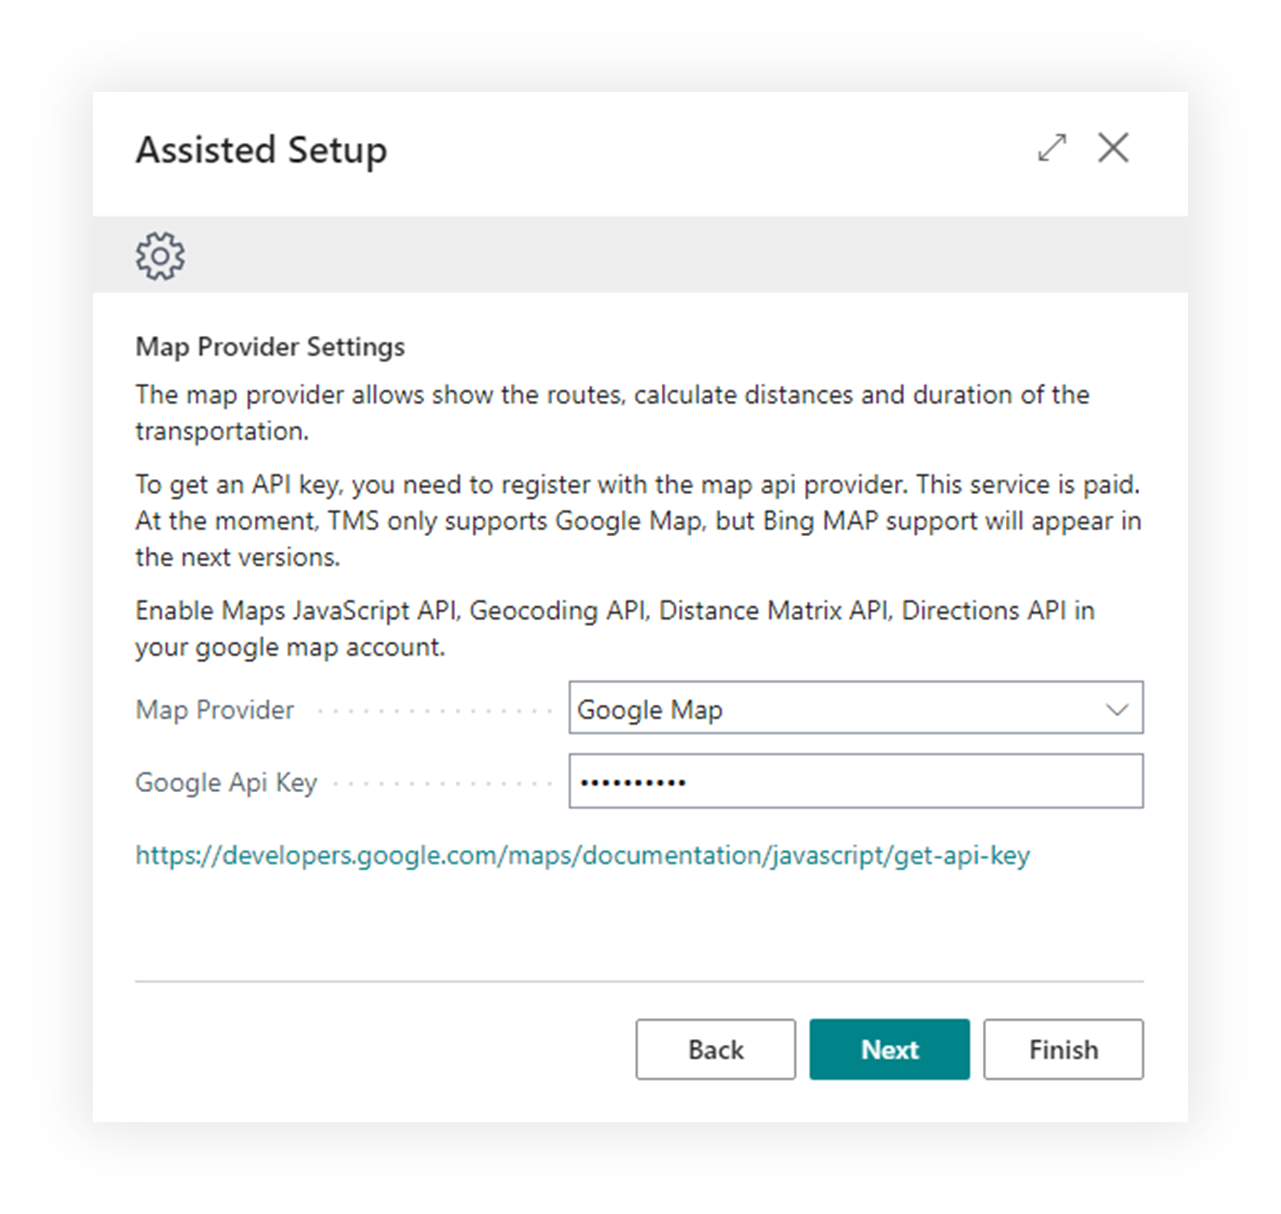 Assisted Setup
Map Provider Settings
The map provider allows show the routes, calculate distances and duration of the
transportation.
To get an API key, you need to register with the map api provider. This service is paid.
At the moment, TMS only supports Google Map, but Bing MAP support will appear in
the next versions.
Enable Maps JavaScript API, Geocoding API, Distance Matrix API, Directions API in
your google map account.
Map Provider
Google Map
Google Api Key
••••••••••
https://developers.google.com/maps/documentation/javascript/get-api-key
Back
Next
Finish